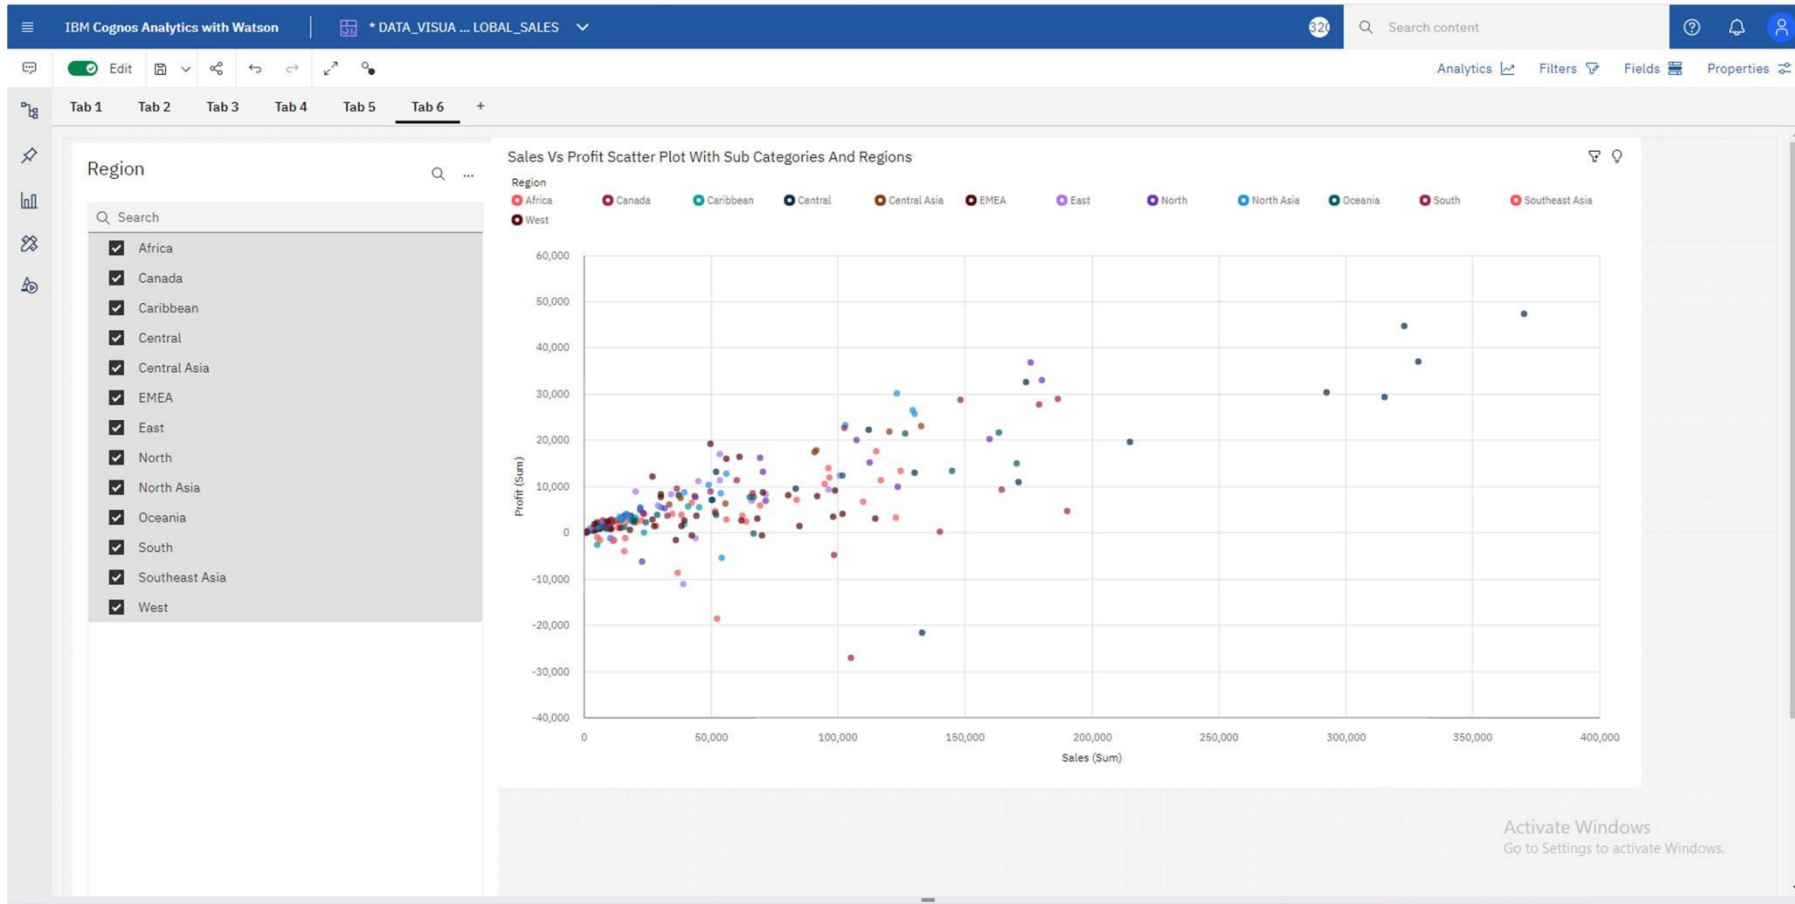 IBM Cognos Analytics with Watson
* DATA_VISUA ... LOBAL_SALES
320
Search content
Edit
Analytics
Filters
Fields
Properties
Tab 1 Tab 2 Tab 3 Tab 4 Tab 5 Tab 6 +
Region
...
Search
Africa
Canada
Caribbean
Central
Central Asia
EMEA
East
North
North Asia
Oceania
South
Southeast Asia
West
Sales Vs Profit Scatter Plot With Sub Categories And Regions
Region
Africa Canada Caribbean Central Central Asia EMEA East North North Asia Oceania South Southeast Asia
West
60,000
50,000
40,000
30,000
20,000
10,000
0
-10,000
-20,000
-30,000
-40,000
Profit (Sum)
0 50,000 100,000 150,000 200,000 250,000 300,000 350,000 400,000
Sales (Sum)
Activate Windows
Go to Settings to activate Windows.